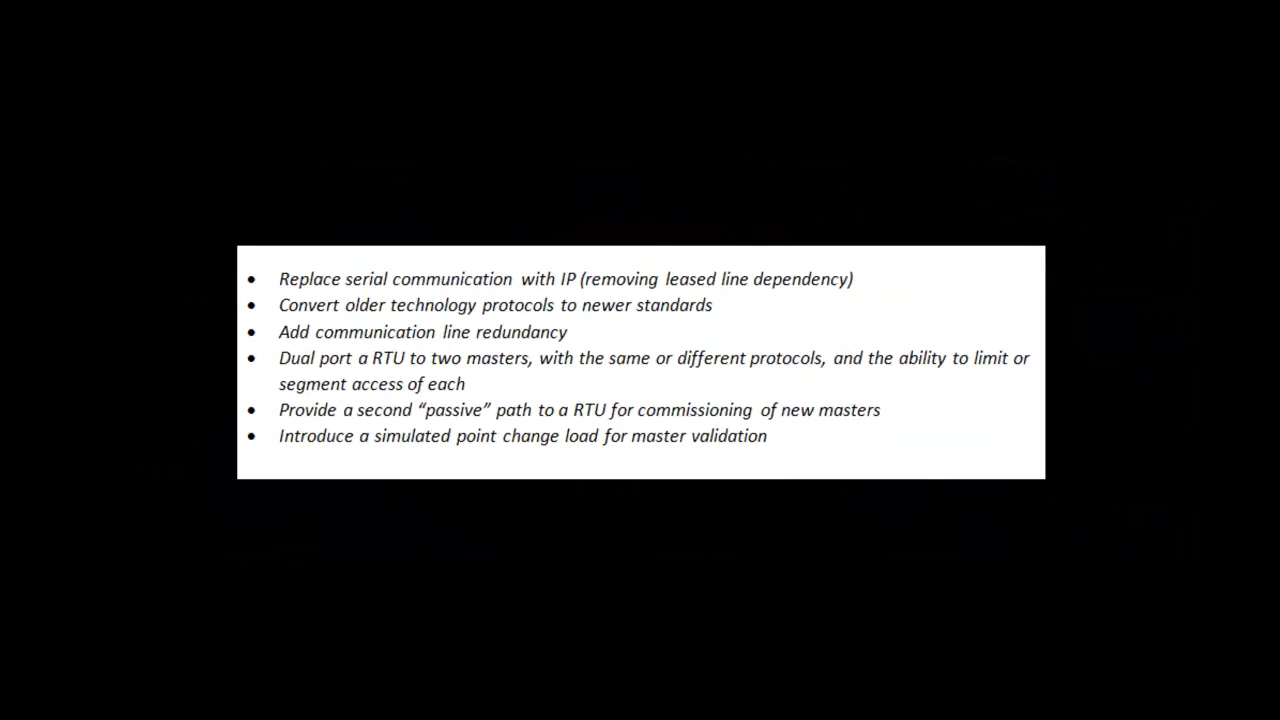 • Replace serial communication with IP (removing leased line dependency)
• Convert older technology protocols to newer standards
• Add communication line redundancy
• Dual port a RTU to two masters, with the same or different protocols, and the ability to limit or
segment access of each
• Provide a second “passive” path to a RTU for commissioning of new masters
• Introduce a simulated point change load for master validation